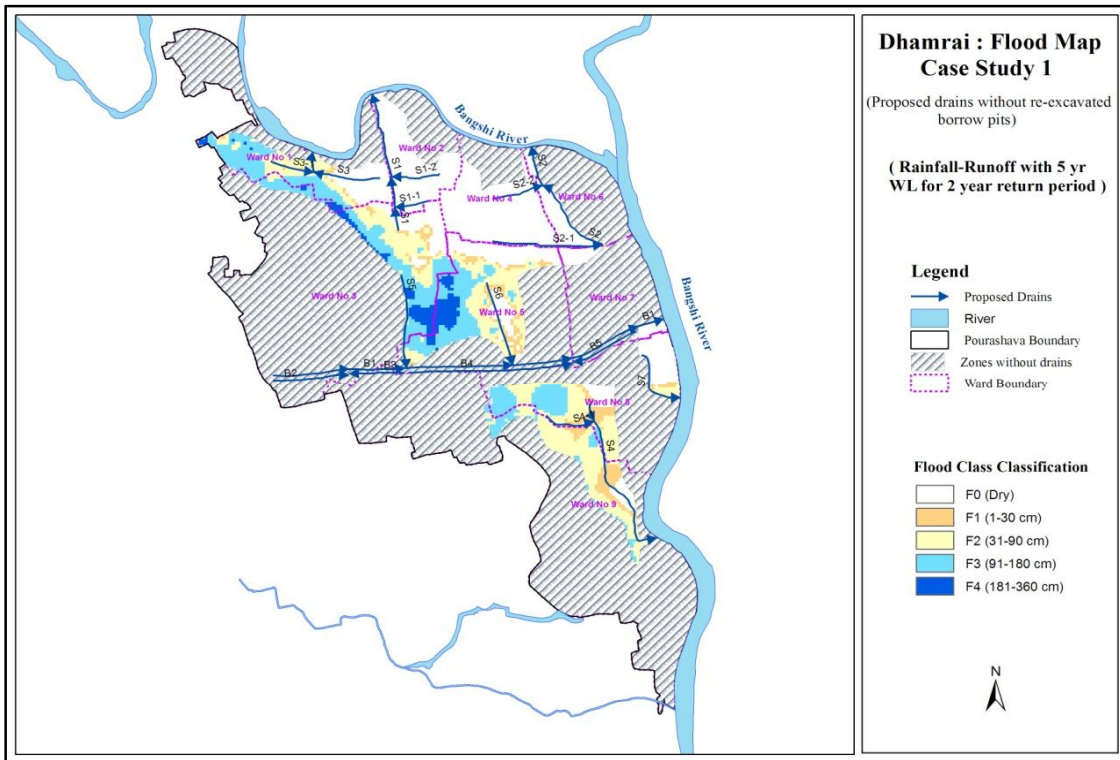 Dhamrai : Flood Map
Case Study 1
(Proposed drains without re-excavated
borrow pits)
( Rainfall-Runoff with 5 yr
WL for 2 year return period )
Legend
Proposed Drains
River
Pourashava Boundary
Zones without drains
Ward Boundary
Flood Class Classification
F0 (Dry)
F1 (1-30 cm)
F2 (31-90 cm)
F3 (91-180 cm)
F4 (181-360 cm)
N
Bangshi River
Ward No 1
Ward No 2
S3
S3
S1
S1-2
S2
S2-2
Ward No 4
Ward No 6
S1-1
S1
S2
S2-1
Ward No 3
S5
S6
Ward No 5
Ward No 7
Bangshi River
B1
B5
B2
B1
B3
B4
S7
Ward No 8
S4
Ward No 9